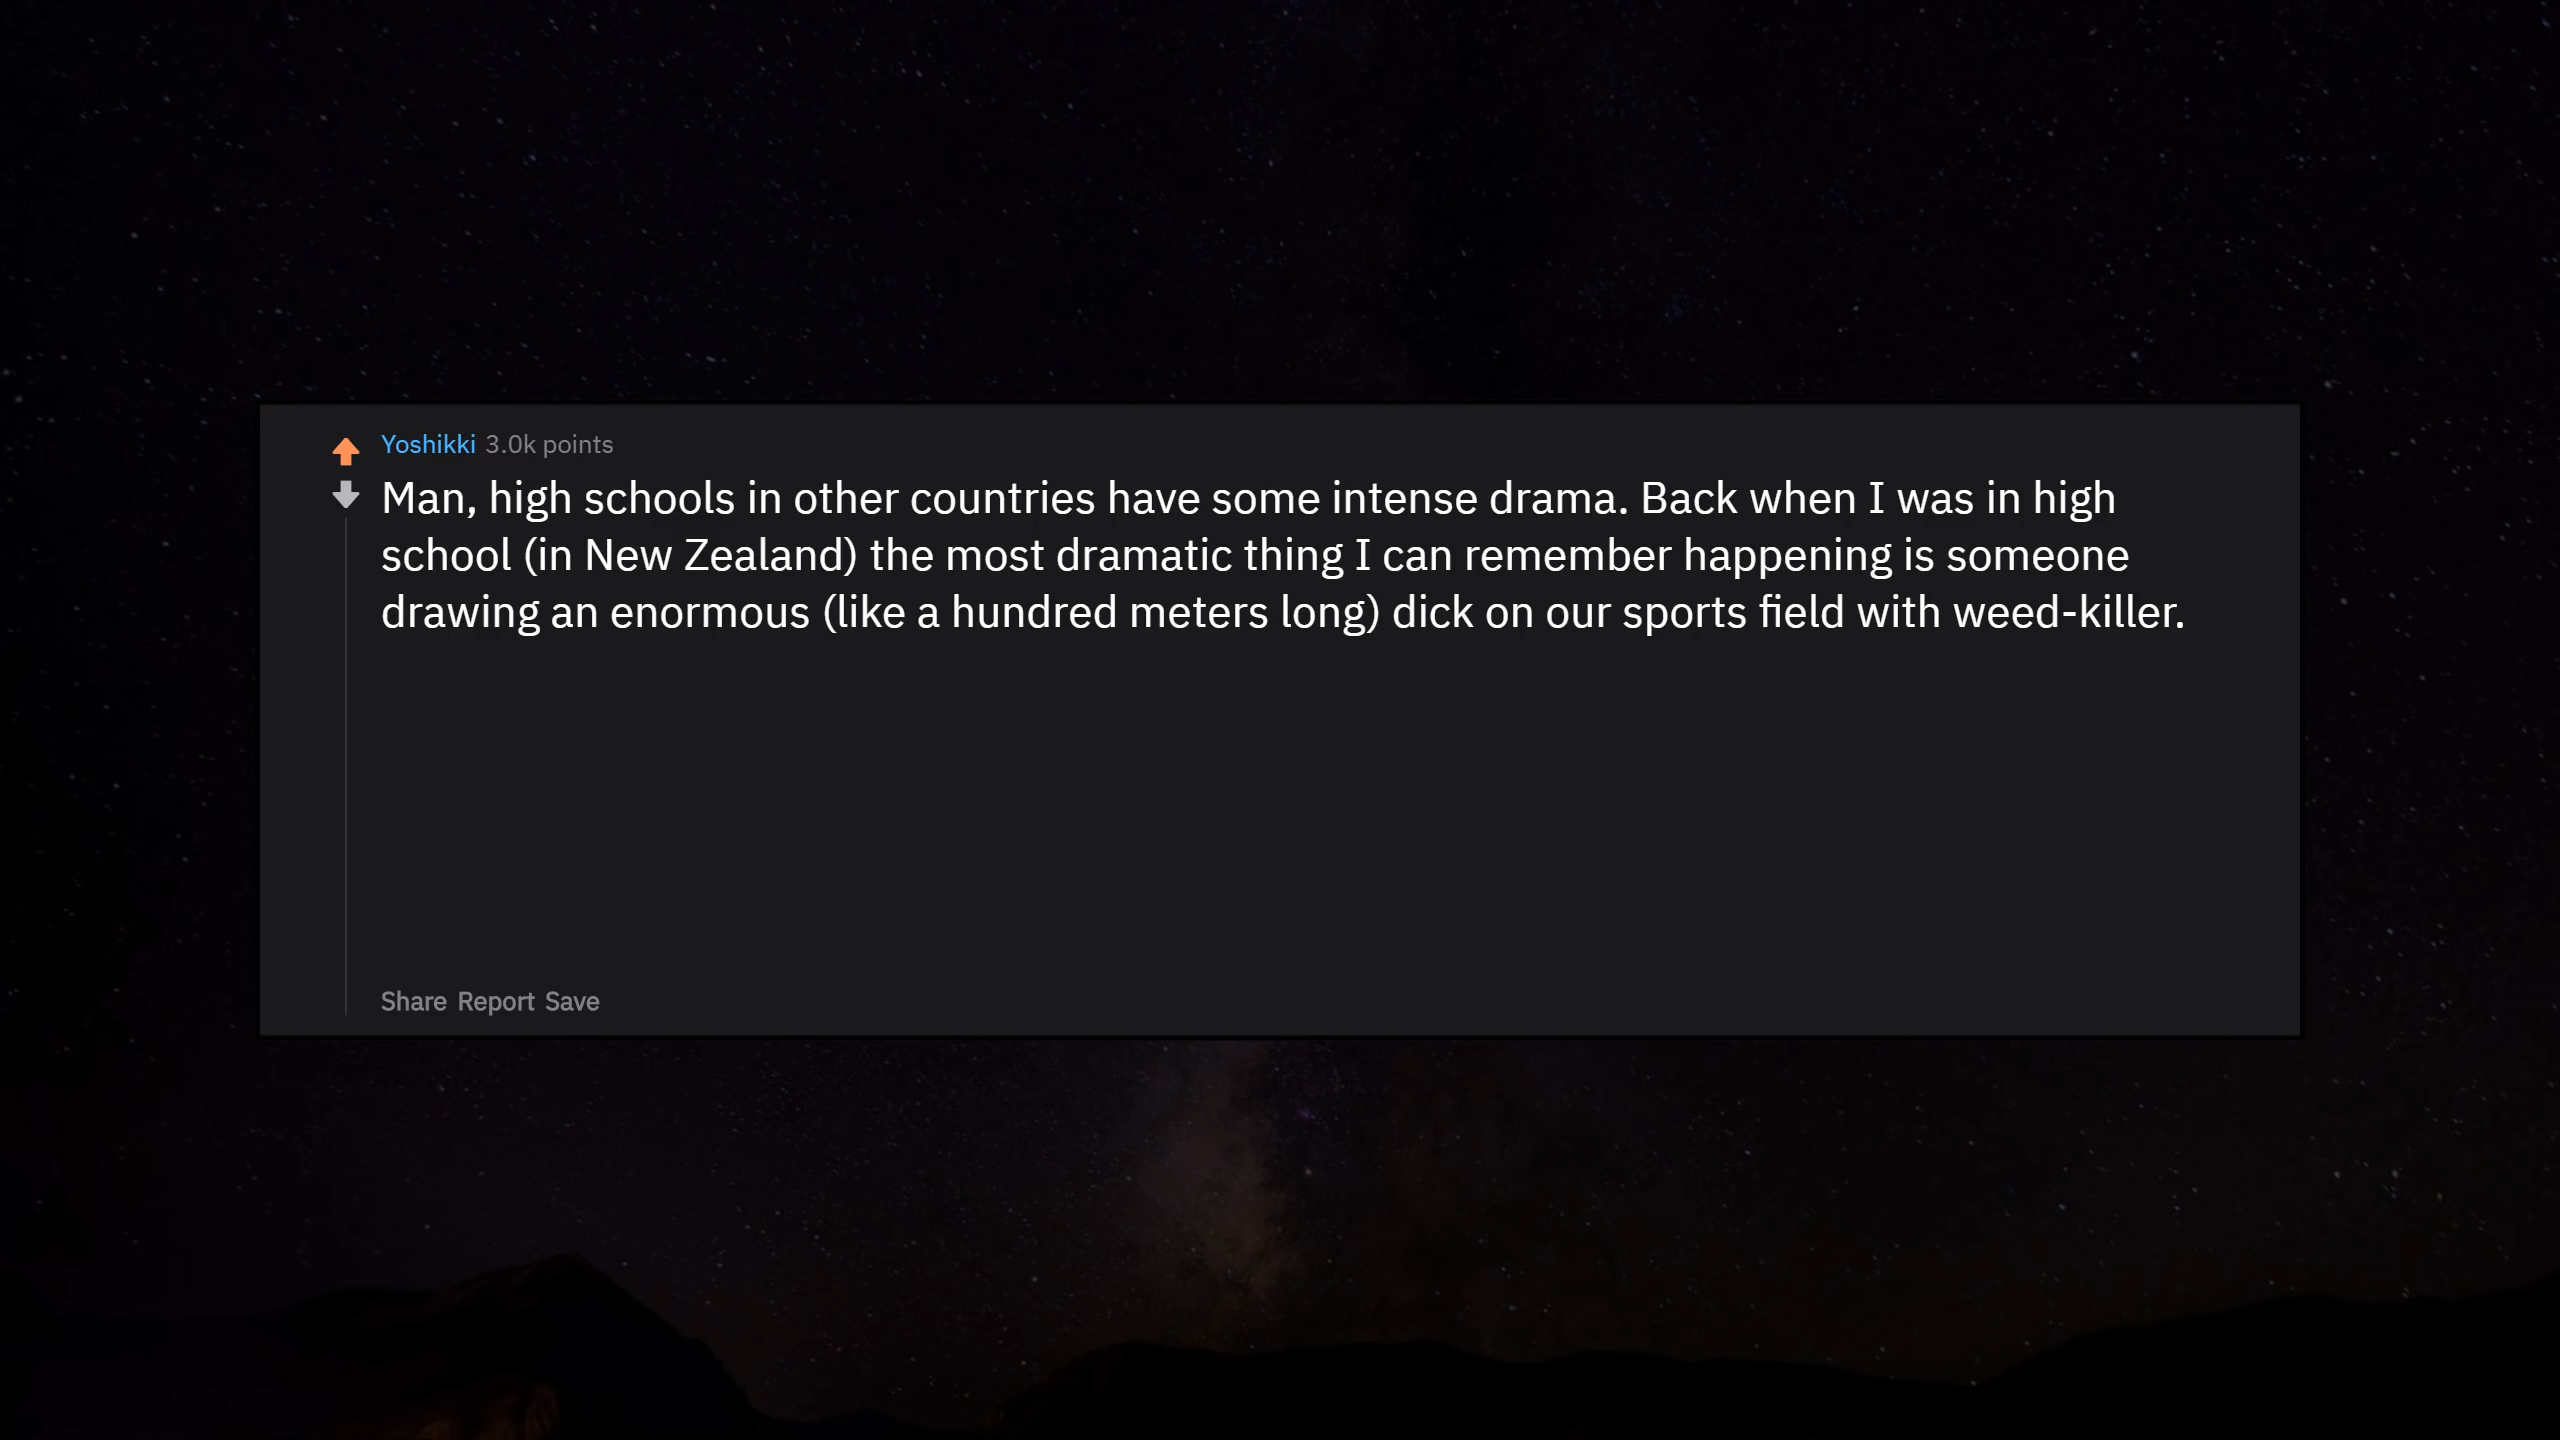 Yoshikki 3.0k points
Man, high schools in other countries have some intense drama. Back when I was in high
school (in New Zealand) the most dramatic thing I can remember happening is someone
drawing an enormous (like a hundred meters long) dick on our sports field with weed-killer.
Share Report Save